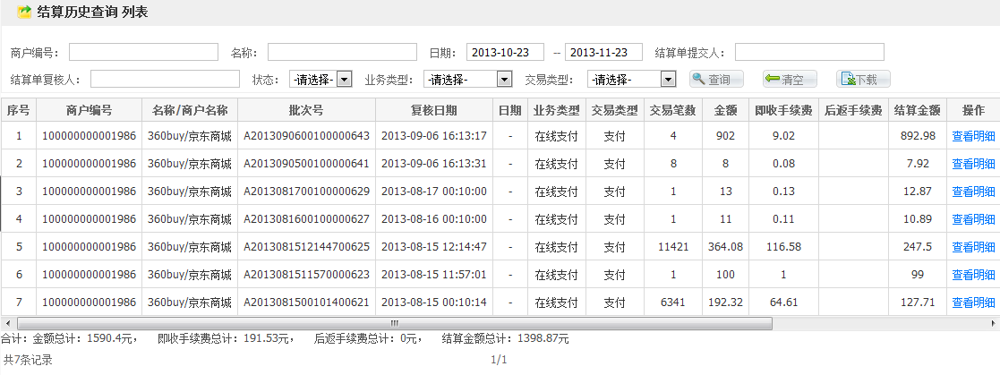 结算历史查询 列表
商户编号： 名称： 日期： 2013-10-23 -- 2013-11-23 结算单提交人：
结算单复核人： 状态： -请选择- 业务类型： -请选择- 交易类型： -请选择- 查询 清空 下载
序号 商户编号 名称/商户名称 批次号 复核日期 日期 业务类型 交易类型 交易笔数 金额 即收手续费 后返手续费 结算金额 操作
1 100000000001986 360buy/京东商城 A2013090600100000643 2013-09-06 16:13:17 - 在线支付 支付 4 902 9.02 892.98 查看明细
2 100000000001986 360buy/京东商城 A2013090500100000641 2013-09-06 16:13:31 - 在线支付 支付 8 8 0.08 7.92 查看明细
3 100000000001986 360buy/京东商城 A2013081700100000629 2013-08-17 00:10:00 - 在线支付 支付 1 13 0.13 12.87 查看明细
4 100000000001986 360buy/京东商城 A2013081600100000627 2013-08-16 00:10:00 - 在线支付 支付 1 11 0.11 10.89 查看明细
5 100000000001986 360buy/京东商城 A2013081512144700625 2013-08-15 12:14:47 - 在线支付 支付 11421 364.08 116.58 247.5 查看明细
6 100000000001986 360buy/京东商城 A2013081511570000623 2013-08-15 11:57:01 - 在线支付 支付 1 100 1 99 查看明细
7 100000000001986 360buy/京东商城 A2013081500101400621 2013-08-15 00:10:14 - 在线支付 支付 6341 192.32 64.61 127.71 查看明细
合计：金额总计：1590.4元， 即收手续费总计：191.53元， 后返手续费总计：0元， 结算金额总计：1398.87元
共7条记录 1/1